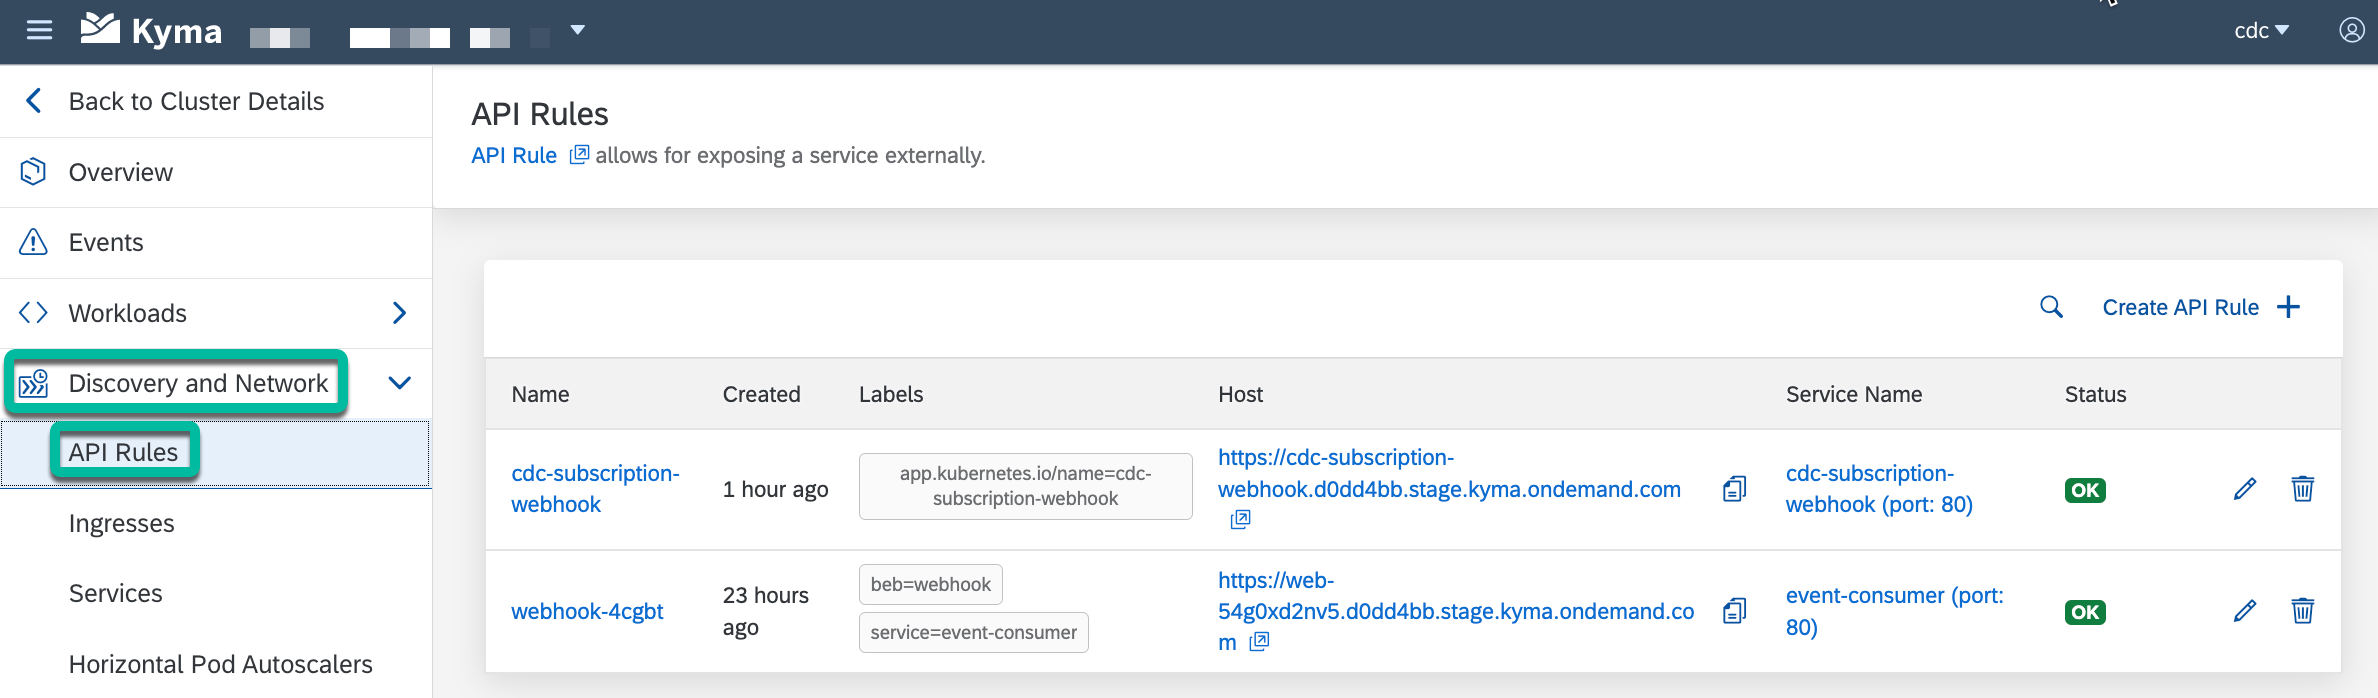 Kyma
cdc
Back to Cluster Details
Overview
Events
Workloads
Discovery and Network
API Rules
Ingresses
Services
Horizontal Pod Autoscalers
API Rules
API Rule allows for exposing a service externally.
Create API Rule
Name Created Labels Host Service Name Status
cdc-subscription-
webhook
1 hour ago
app.kubernetes.io/name=cdc-
subscription-webhook
https://cdc-subscription-
webhook.d0dd4bb.stage.kyma.ondemand.com
cdc-subscription-
webhook (port: 80)
OK
webhook-4cgbt
23 hours
ago
beb=webhook
service=event-consumer
https://web-
54g0xd2nv5.d0dd4bb.stage.kyma.ondemand.co
m
event-consumer (port:
80)
OK